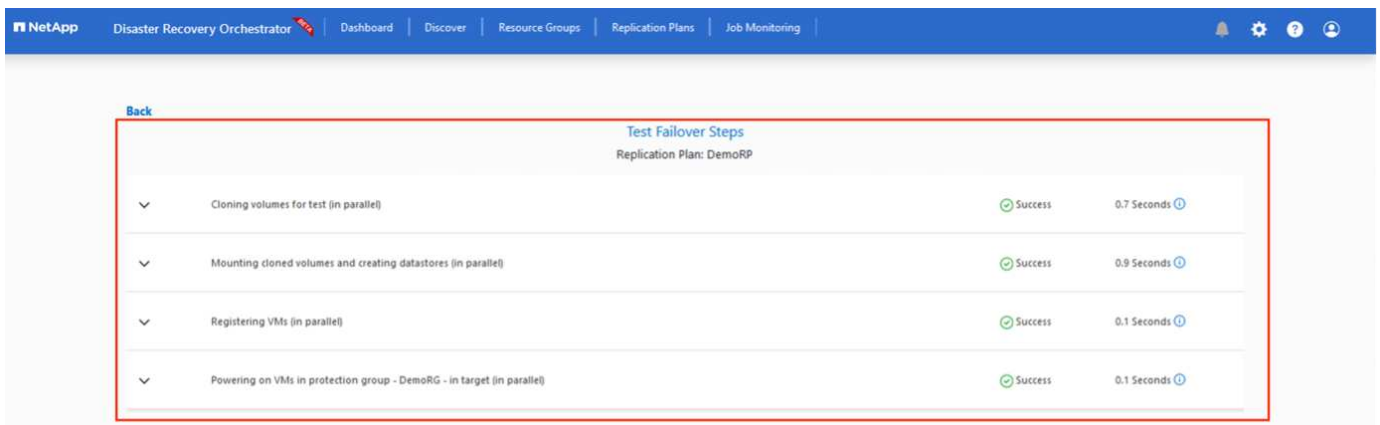 NetApp Disaster Recovery Orchestrator BETA Dashboard Discover Resource Groups Replication Plans Job Monitoring
Back
Test Failover Steps
Replication Plan: DemoRP
Cloning volumes for test (in parallel) Success 0.7 Seconds
Mounting cloned volumes and creating datastores (in parallel) Success 0.9 Seconds
Registering VMs (in parallel) Success 0.1 Seconds
Powering on VMs in protection group - DemoRG - in target (in parallel) Success 0.1 Seconds